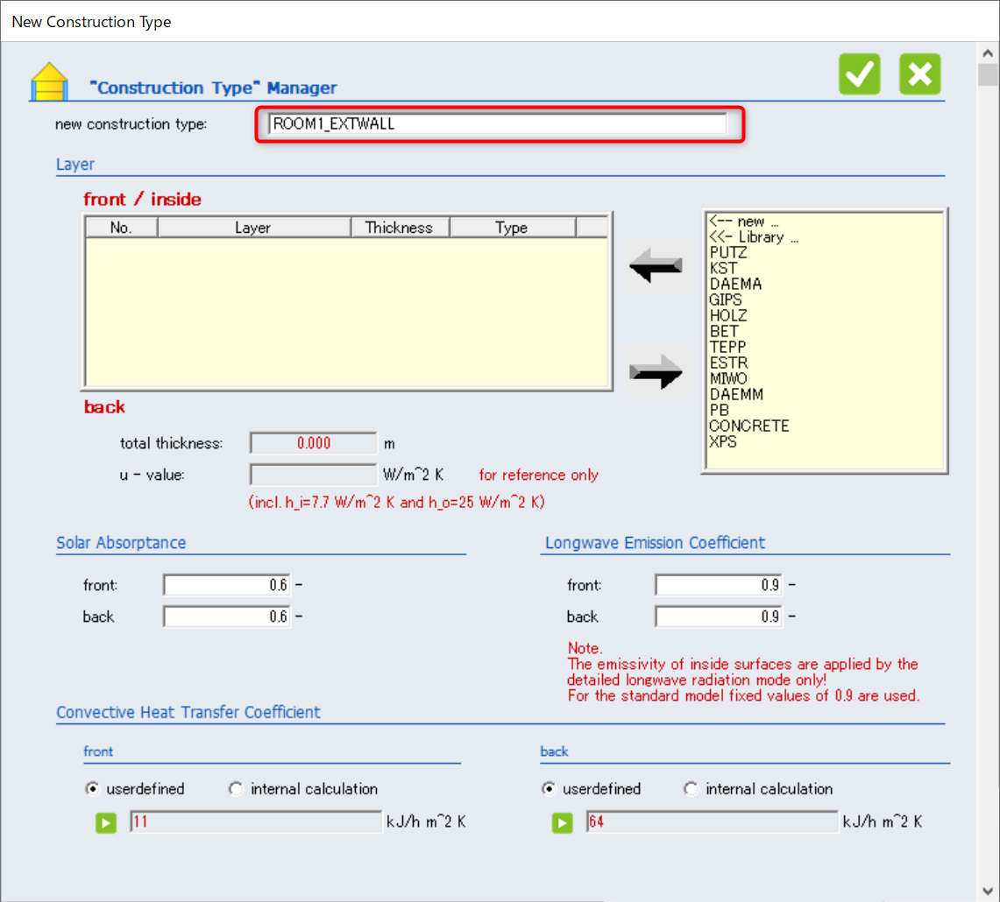 New Construction Type
"Construction Type" Manager
new construction type: ROOM1_EXTWALL
Layer
front / inside
No. Layer Thickness Type
<-- new ...
<<- Library ...
PUTZ
KST
DAEMA
GIPS
HOLZ
BET
TEPP
ESTR
MIWO
DAEMM
PB
CONCRETE
XPS
back
total thickness: 0.000 m
u - value: W/m^2 K for reference only
(incl. h_i=7.7 W/m^2 K and h_o=25 W/m^2 K)
Solar Absorptance
front: 0.6 -
back 0.6 -
Longwave Emission Coefficient
front: 0.9 -
back 0.9 -
Note.
The emissivity of inside surfaces are applied by the
detailed longwave radiation mode only!
For the standard model fixed values of 0.9 are used.
Convective Heat Transfer Coefficient
front
userdefined internal calculation
11 kJ/h m^2 K
back
userdefined internal calculation
64 kJ/h m^2 K